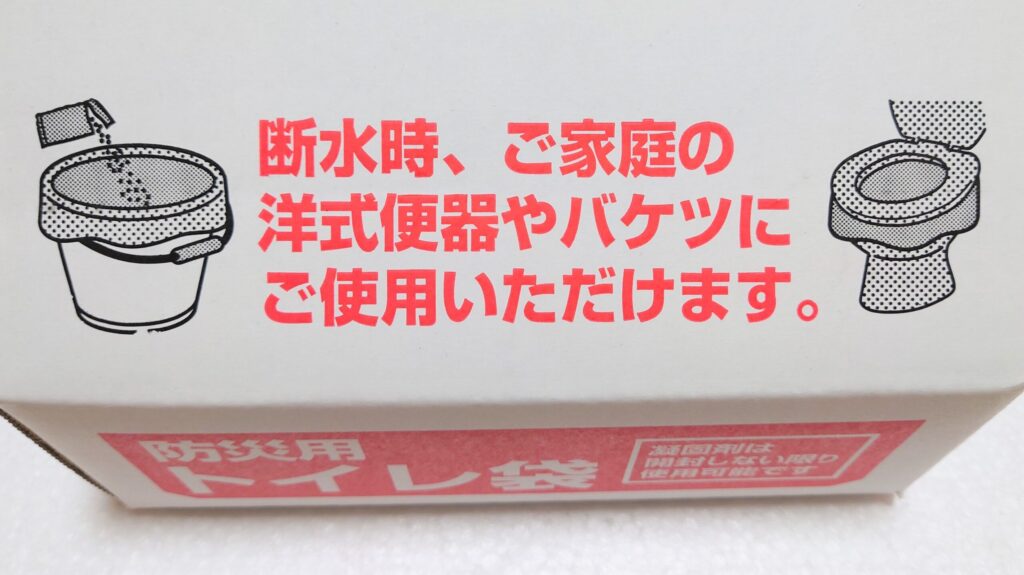 断水時、ご家庭の
洋式便器やバケツに
ご使用いただけます。
防災用
トイレ袋
凝固剤は
開封しない限り
使用可能です